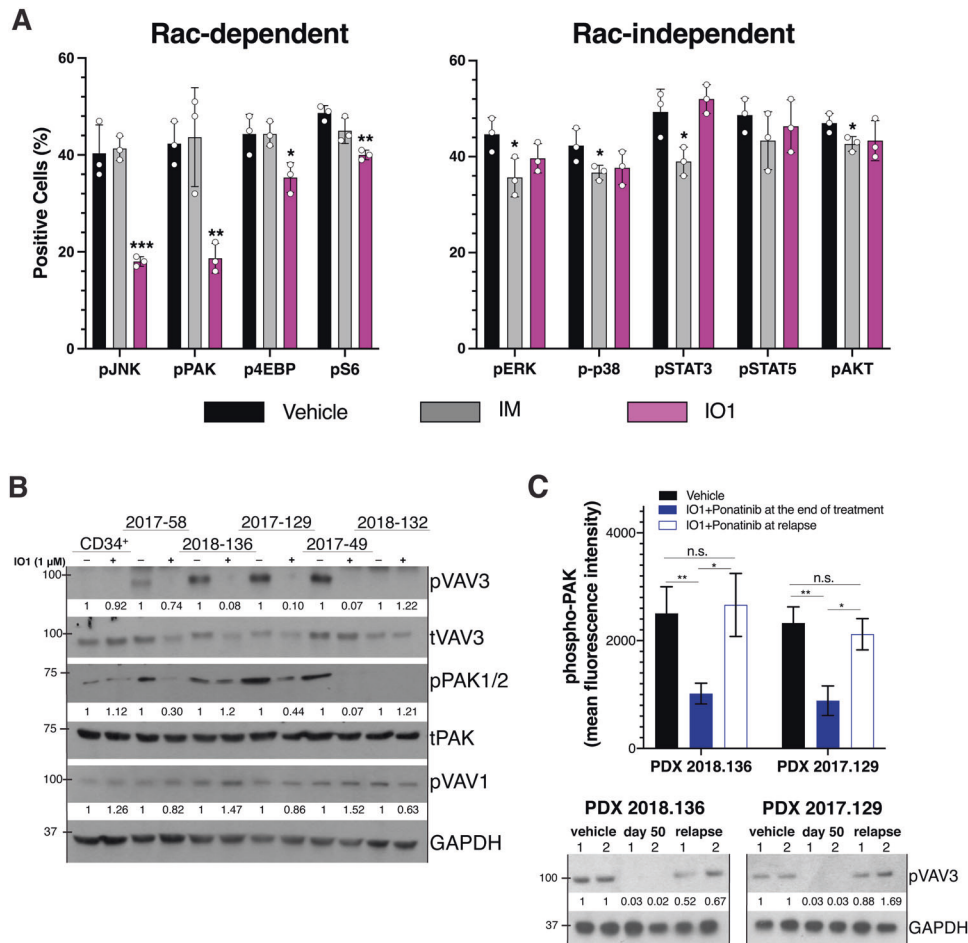 A
Rac-dependent
Rac-independent
Positive Cells (%)
60
40
20
0
***
**
*
**
pJNK
pPAK
p4EBP
pS6
60
40
20
0
*
*
*
*
pERK
p-p38
pSTAT3
pSTAT5
pAKT
Vehicle
IM
IO1
B
2017-58
2017-129
2018-132
CD34+
2018-136
2017-49
IO1 (1 µM)
– + – + – + – + – + – +
100
pVAV3
1 0.92 1 0.74 1 0.08 1 0.10 1 0.07 1 1.22
100
tVAV3
75
pPAK1/2
1 1.12 1 0.30 1 1.2 1 0.44 1 0.07 1 1.21
75
tPAK
100
pVAV1
1 1.26 1 0.82 1 1.47 1 0.86 1 1.52 1 0.63
37
GAPDH
C
Vehicle
IO1+Ponatinib at the end of treatment
IO1+Ponatinib at relapse
phospho-PAK
(mean fluorescence intensity)
4000
2000
0
n.s.
**
*
n.s.
**
*
PDX 2018.136
PDX 2017.129
PDX 2018.136
PDX 2017.129
vehicle day 50 relapse
vehicle day 50 relapse
1 2 1 2 1 2
1 2 1 2 1 2
100
pVAV3
1 1 0.03 0.02 0.52 0.67
1 1 0.03 0.03 0.88 1.69
37
GAPDH